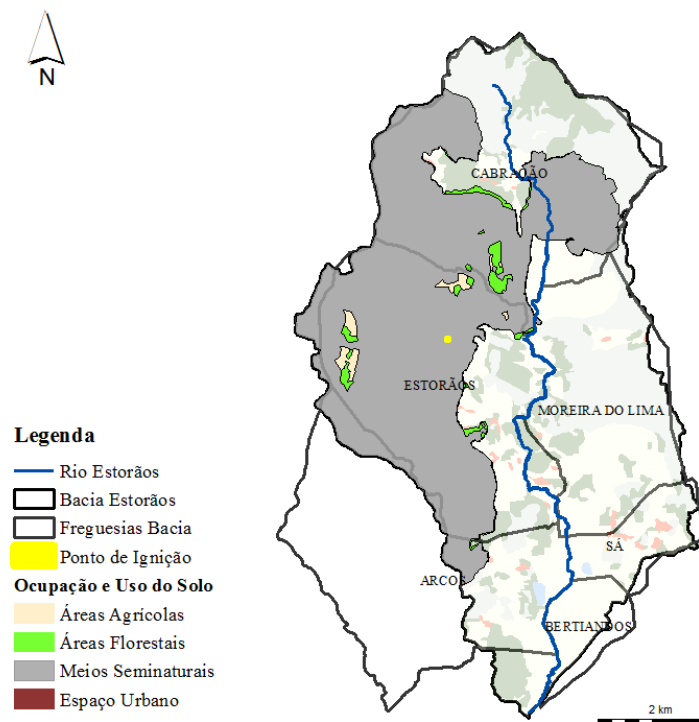 N
CABRAÇÃO
ESTORÃOS
MOREIRA DO LIMA
SÁ
ARCOS
BERTIANDOS
Legenda
Rio Estorãos
Bacia Estorãos
Freguesias Bacia
Ponto de Ignição
Ocupação e Uso do Solo
Áreas Agrícolas
Áreas Florestais
Meios Seminaturais
Espaço Urbano
2 km